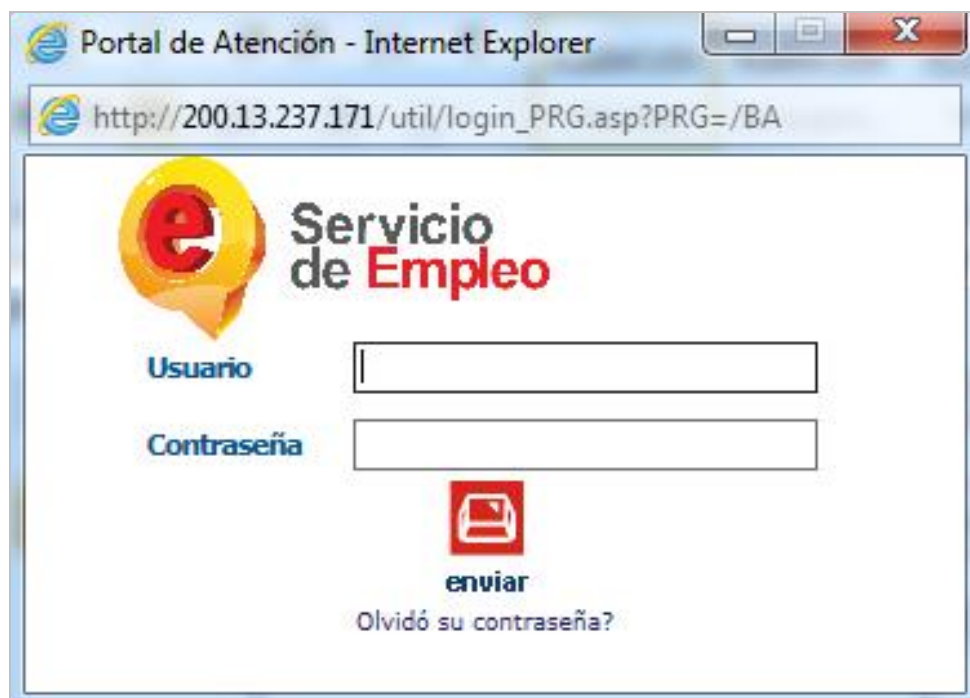 Portal de Atención - Internet Explorer
http://200.13.237.171/util/login_PRG.asp?PRG=/BA
e Servicio
de Empleo
Usuario
Contraseña
enviar
Olvidó su contraseña?